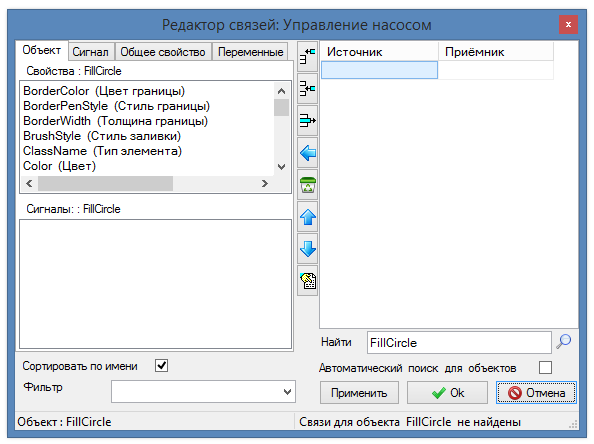 Редактор связей: Управление насосом
Объект Сигнал Общее свойство Переменные
Свойства : FillCircle
BorderColor (Цвет границы)
BorderPenStyle (Стиль границы)
BorderWidth (Толщина границы)
BrushStyle (Стиль заливки)
ClassName (Тип элемента)
Color (Цвет)
Сигналы: : FillCircle
Сортировать по имени
Фильтр
Источник Приёмник
Найти FillCircle
Автоматический поиск для объектов
Применить Ok Отмена
Объект : FillCircle
Связи для объекта FillCircle не найдены